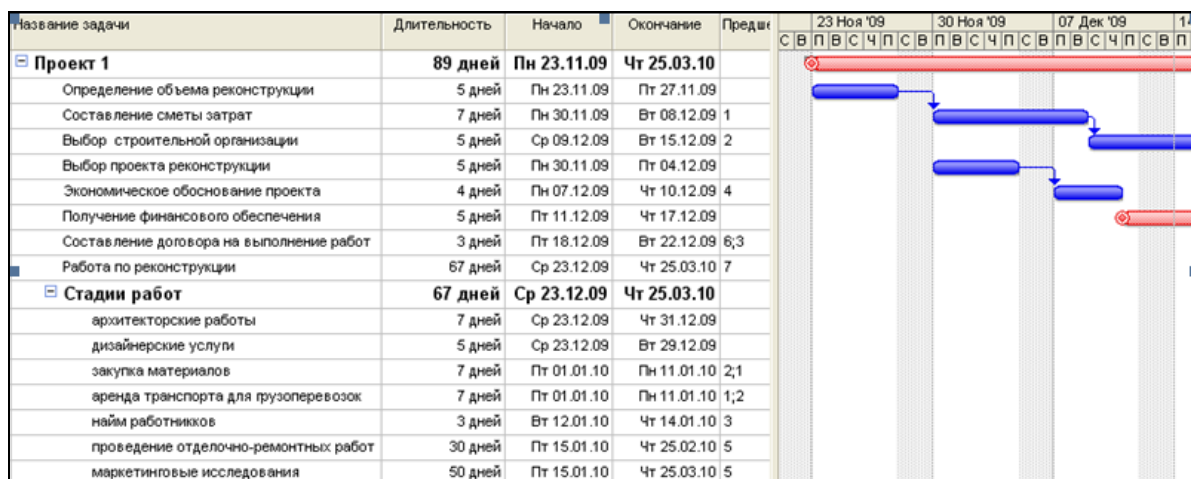 Название задачи Длительность Начало Окончание Предше 23 Ноя '09 30 Ноя '09 07 Дек '09 14
С В П В С Ч П С В П В С Ч П С В П В С Ч П С В П
Проект 1 89 дней Пн 23.11.09 Чт 25.03.10
Определение объема реконструкции 5 дней Пн 23.11.09 Пт 27.11.09
Составление сметы затрат 7 дней Пн 30.11.09 Вт 08.12.09 1
Выбор строительной организации 5 дней Ср 09.12.09 Вт 15.12.09 2
Выбор проекта реконструкции 5 дней Пн 30.11.09 Пт 04.12.09
Экономическое обоснование проекта 4 дней Пн 07.12.09 Чт 10.12.09 4
Получение финансового обеспечения 5 дней Пт 11.12.09 Чт 17.12.09
Составление договора на выполнение работ 3 дней Пт 18.12.09 Вт 22.12.09 6;3
Работа по реконструкции 67 дней Ср 23.12.09 Чт 25.03.10 7
Стадии работ 67 дней Ср 23.12.09 Чт 25.03.10
архитекторские работы 7 дней Ср 23.12.09 Чт 31.12.09
дизайнерские услуги 5 дней Ср 23.12.09 Вт 29.12.09
закупка материалов 7 дней Пт 01.01.10 Пн 11.01.10 2;1
аренда транспорта для грузоперевозок 7 дней Пт 01.01.10 Пн 11.01.10 1;2
найм работникков 3 дней Вт 12.01.10 Чт 14.01.10 3
проведение отделочно-ремонтных работ 30 дней Пт 15.01.10 Чт 25.02.10 5
маркетинговые исследования 50 дней Пт 15.01.10 Чт 25.03.10 5